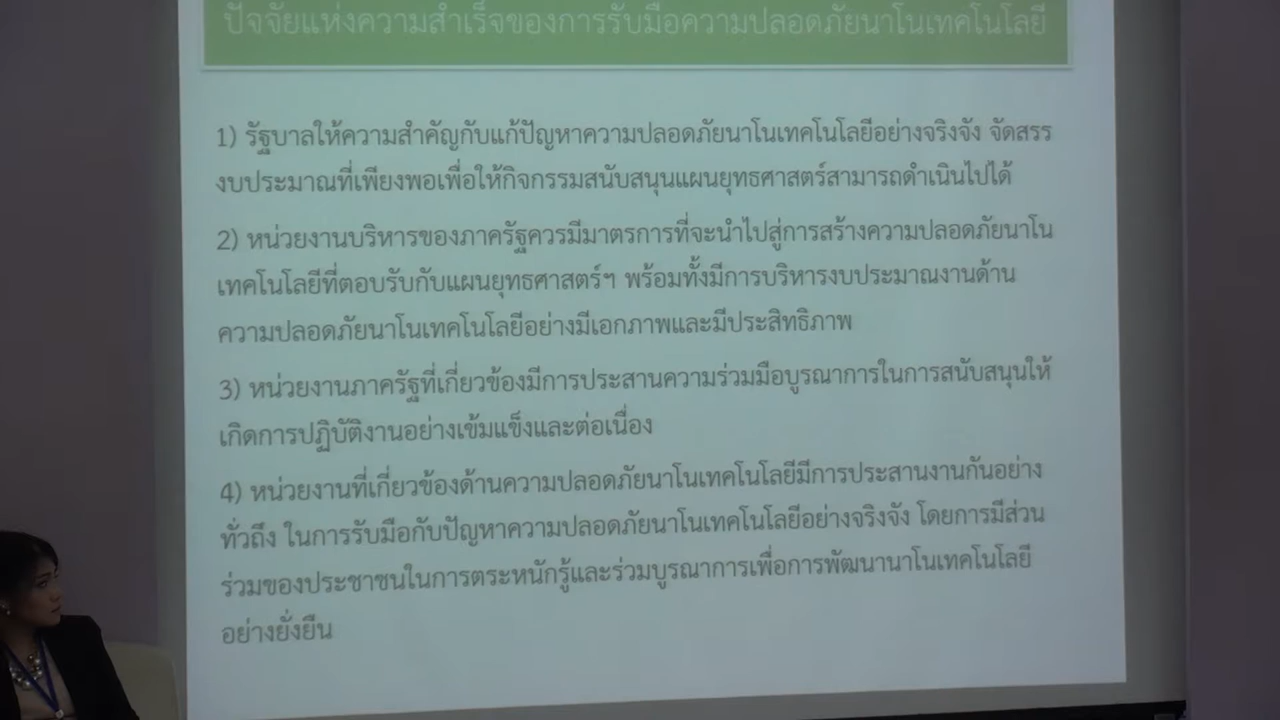 ปัจจัยแห่งความสำเร็จของการรับมือความปลอดภัยนาโนเทคโนโลยี
1) รัฐบาลให้ความสำคัญกับแก้ปัญหาความปลอดภัยนาโนเทคโนโลยีอย่างจริงจัง จัดสรร
งบประมาณที่เพียงพอเพื่อให้กิจกรรมสนับสนุนแผนยุทธศาสตร์สามารถดำเนินไปได้
2) หน่วยงานบริหารของภาครัฐควรมีมาตรการที่จะนำไปสู่การสร้างความปลอดภัยนาโน
เทคโนโลยีที่ตอบรับกับแผนยุทธศาสตร์ฯ พร้อมทั้งมีการบริหารงบประมาณงานด้าน
ความปลอดภัยนาโนเทคโนโลยีอย่างมีเอกภาพและมีประสิทธิภาพ
3) หน่วยงานภาครัฐที่เกี่ยวข้องมีการประสานความร่วมมือบูรณาการในการสนับสนุนให้
เกิดการปฏิบัติงานอย่างเข้มแข็งและต่อเนื่อง
4) หน่วยงานที่เกี่ยวข้องด้านความปลอดภัยนาโนเทคโนโลยีมีการประสานงานกันอย่าง
ทั่วถึง ในการรับมือกับปัญหาความปลอดภัยนาโนเทคโนโลยีอย่างจริงจัง โดยการมีส่วน
ร่วมของประชาชนในการตระหนักรู้และร่วมบูรณาการเพื่อการพัฒนานาโนเทคโนโลยี
อย่างยั่งยืน